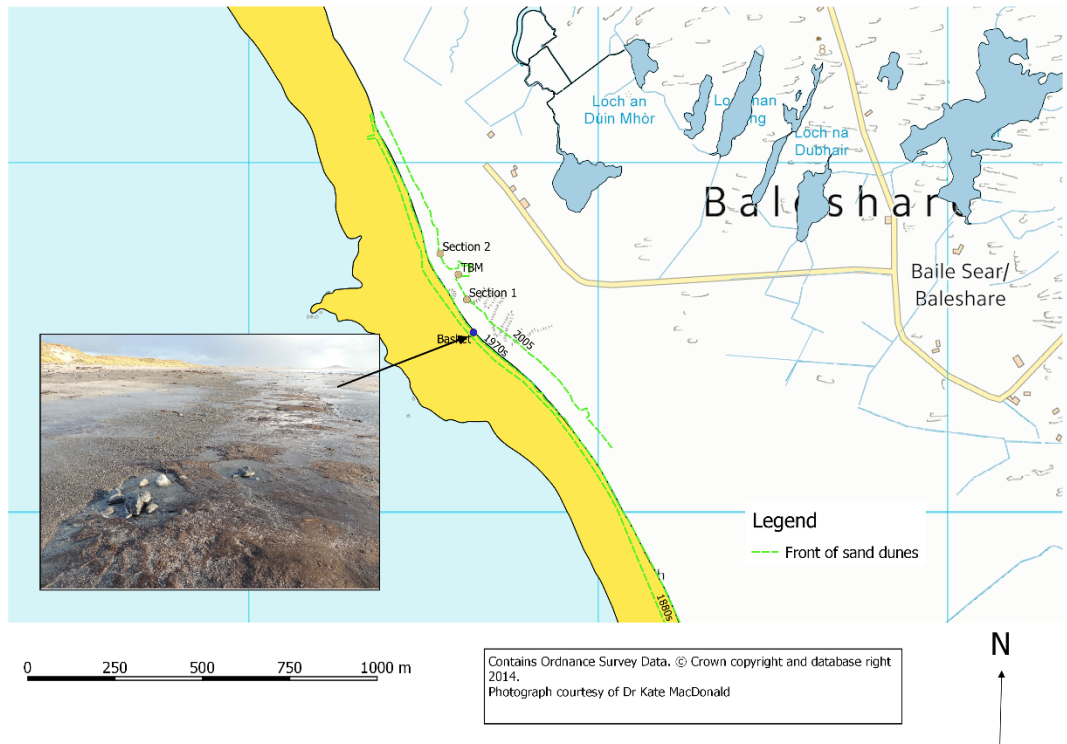 Loch an
Dùin Mhòr
Loch na
Dubhair
Section 2
TBM
Section 1
Basket
1970s
2005
Baile Sear/
Baleshare
Legend
Front of sand dunes
1880s
0 250 500 750 1000 m
N
Contains Ordnance Survey Data. © Crown copyright and database right
2014.
Photograph courtesy of Dr Kate MacDonald